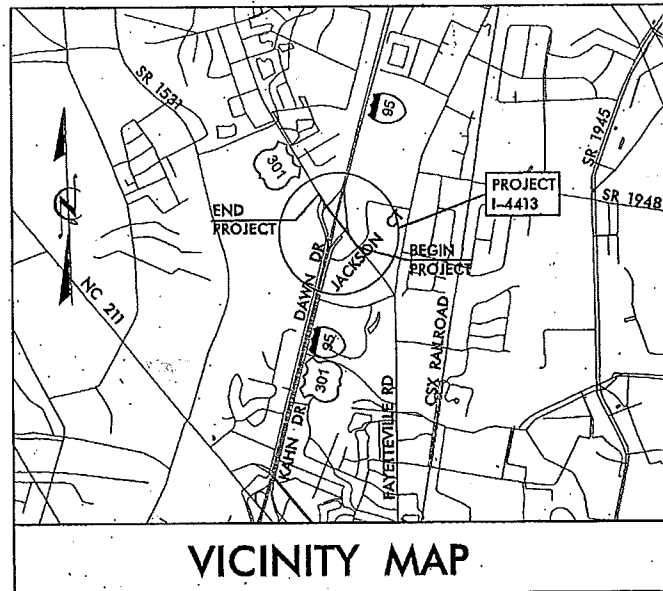 SR 1531
95
SR 1945
301
PROJECT
I-4413
SR 1948
END
PROJECT
DAWN DR
JACKSON CT
BEGIN
PROJECT
NC 211
95
301
KAHN DR
FAYETTEVILLE RD
CSX RAILROAD
VICINITY MAP